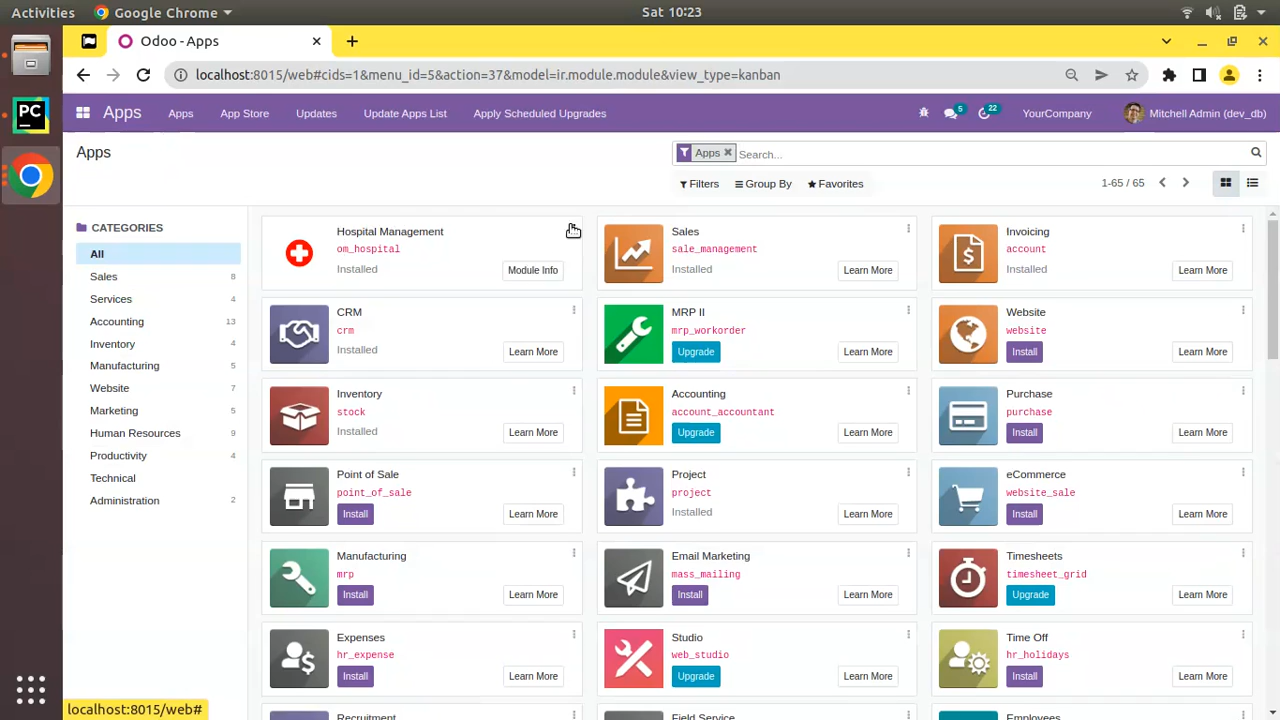 Activities Google Chrome Sat 10:23
Odoo - Apps
localhost:8015/web#cids=1&menu_id=5&action=37&model=ir.module.module&view_type=kanban
Apps Apps App Store Updates Update Apps List Apply Scheduled Upgrades 5 22 YourCompany Mitchell Admin (dev_db)
Apps
Apps Search...
Filters Group By Favorites 1-65 / 65
CATEGORIES
All
Sales 8
Services 4
Accounting 13
Inventory 4
Manufacturing 5
Website 7
Marketing 5
Human Resources 9
Productivity 4
Technical
Administration 2
Hospital Management
om_hospital
Installed Module Info
Sales
sale_management
Installed Learn More
Invoicing
account
Installed Learn More
CRM
crm
Installed Learn More
MRP II
mrp_workorder
Upgrade Learn More
Website
website
Install Learn More
Inventory
stock
Installed Learn More
Accounting
account_accountant
Upgrade Learn More
Purchase
purchase
Install Learn More
Point of Sale
point_of_sale
Install Learn More
Project
project
Installed Learn More
eCommerce
website_sale
Install Learn More
Manufacturing
mrp
Install Learn More
Email Marketing
mass_mailing
Install Learn More
Timesheets
timesheet_grid
Upgrade Learn More
Expenses
hr_expense
Install Learn More
Studio
web_studio
Upgrade Learn More
Time Off
hr_holidays
Install Learn More
Recruitment
Field Service
Employees
PC
localhost:8015/web#